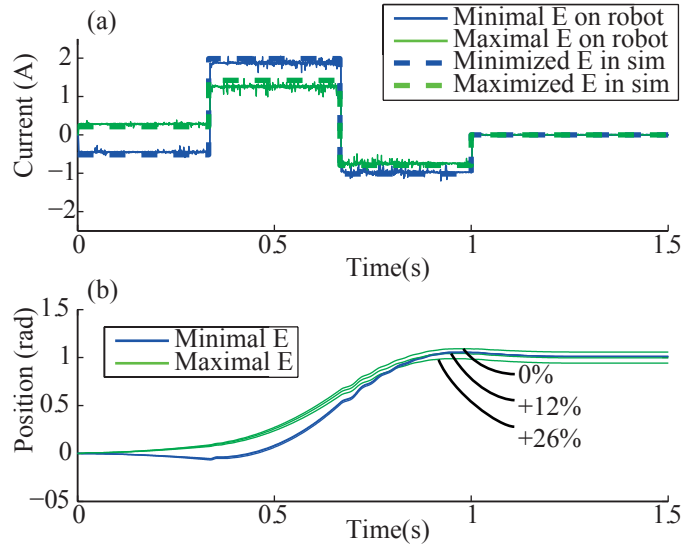 (a)
Minimal E on robot
Maximal E on robot
Minimized E in sim
Maximized E in sim
Current (A)
2
1
0
-1
-2
0
0.5
1
1.5
Time(s)
(b)
Minimal E
Maximal E
Position (rad)
1.5
1.0
0.5
0
-05
0%
+12%
+26%
0
0.5
1
1.5
Time(s)